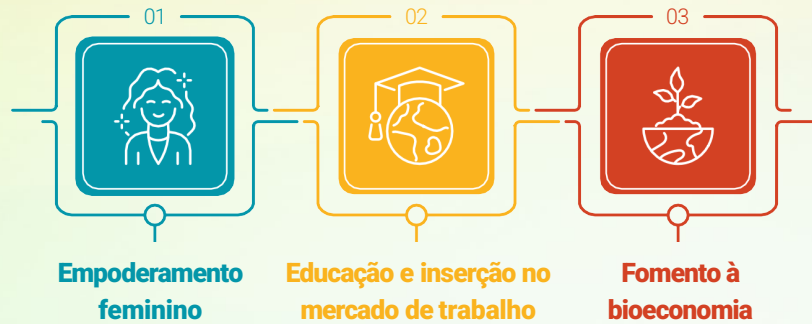 01
02
03
Empoderamento
feminino
Educação e inserção no
mercado de trabalho
Fomento à
bioeconomia